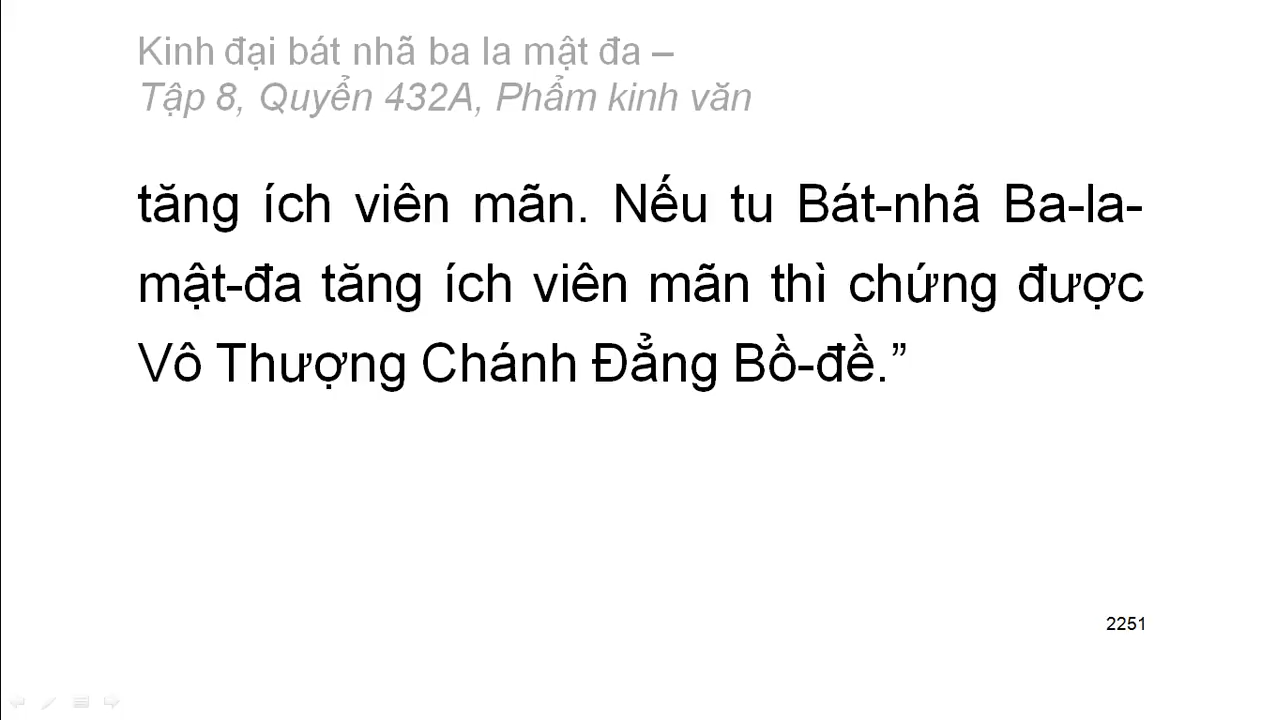 Kinh đại bát nhã ba la mật đa –
Tập 8, Quyển 432A, Phẩm kinh văn
tăng ích viên mãn. Nếu tu Bát-nhã Ba-la-
mật-đa tăng ích viên mãn thì chứng được
Vô Thượng Chánh Đẳng Bồ-đề.”
2251